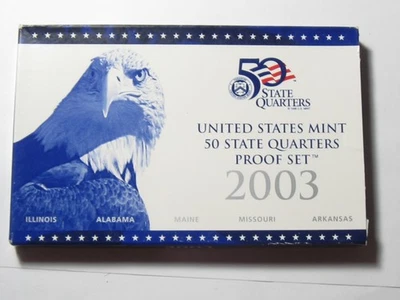 50
STATE
QUARTERS
UNITED STATES MINT
50 STATE QUARTERS
PROOF SET™
2003
ILLINOIS ALABAMA MAINE MISSOURI ARKANSAS